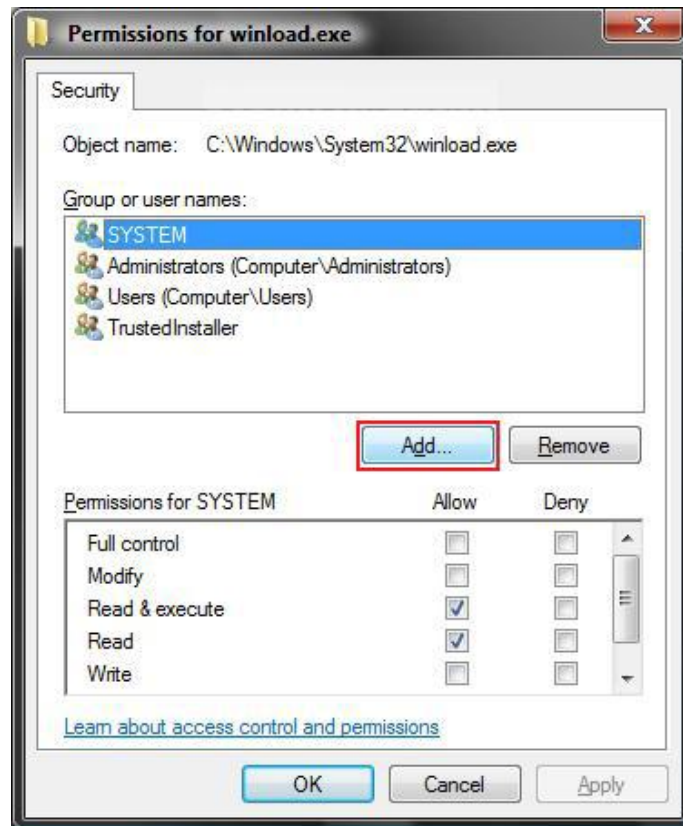 Permissions for winload.exe
Security
Object name: C:\Windows\System32\winload.exe
Group or user names:
SYSTEM
Administrators (Computer\Administrators)
Users (Computer\Users)
TrustedInstaller
Add... Remove
Permissions for SYSTEM Allow Deny
Full control
Modify
Read & execute
Read
Write
Learn about access control and permissions
OK Cancel Apply